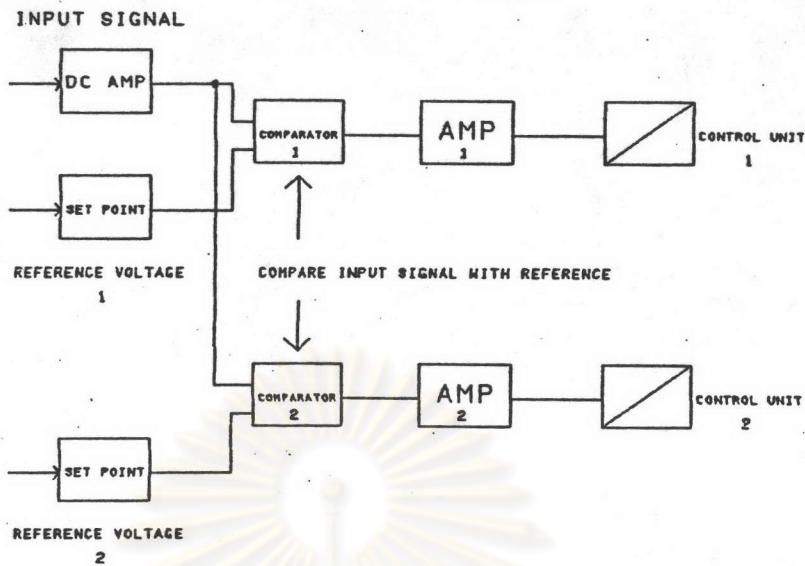 INPUT SIGNAL
DC AMP
COMPARATOR
1
AMP
1
CONTROL UNIT
1
SET POINT
REFERENCE VOLTAGE
1
COMPARE INPUT SIGNAL WITH REFERENCE
COMPARATOR
2
AMP
2
CONTROL UNIT
2
SET POINT
REFERENCE VOLTAGE
2